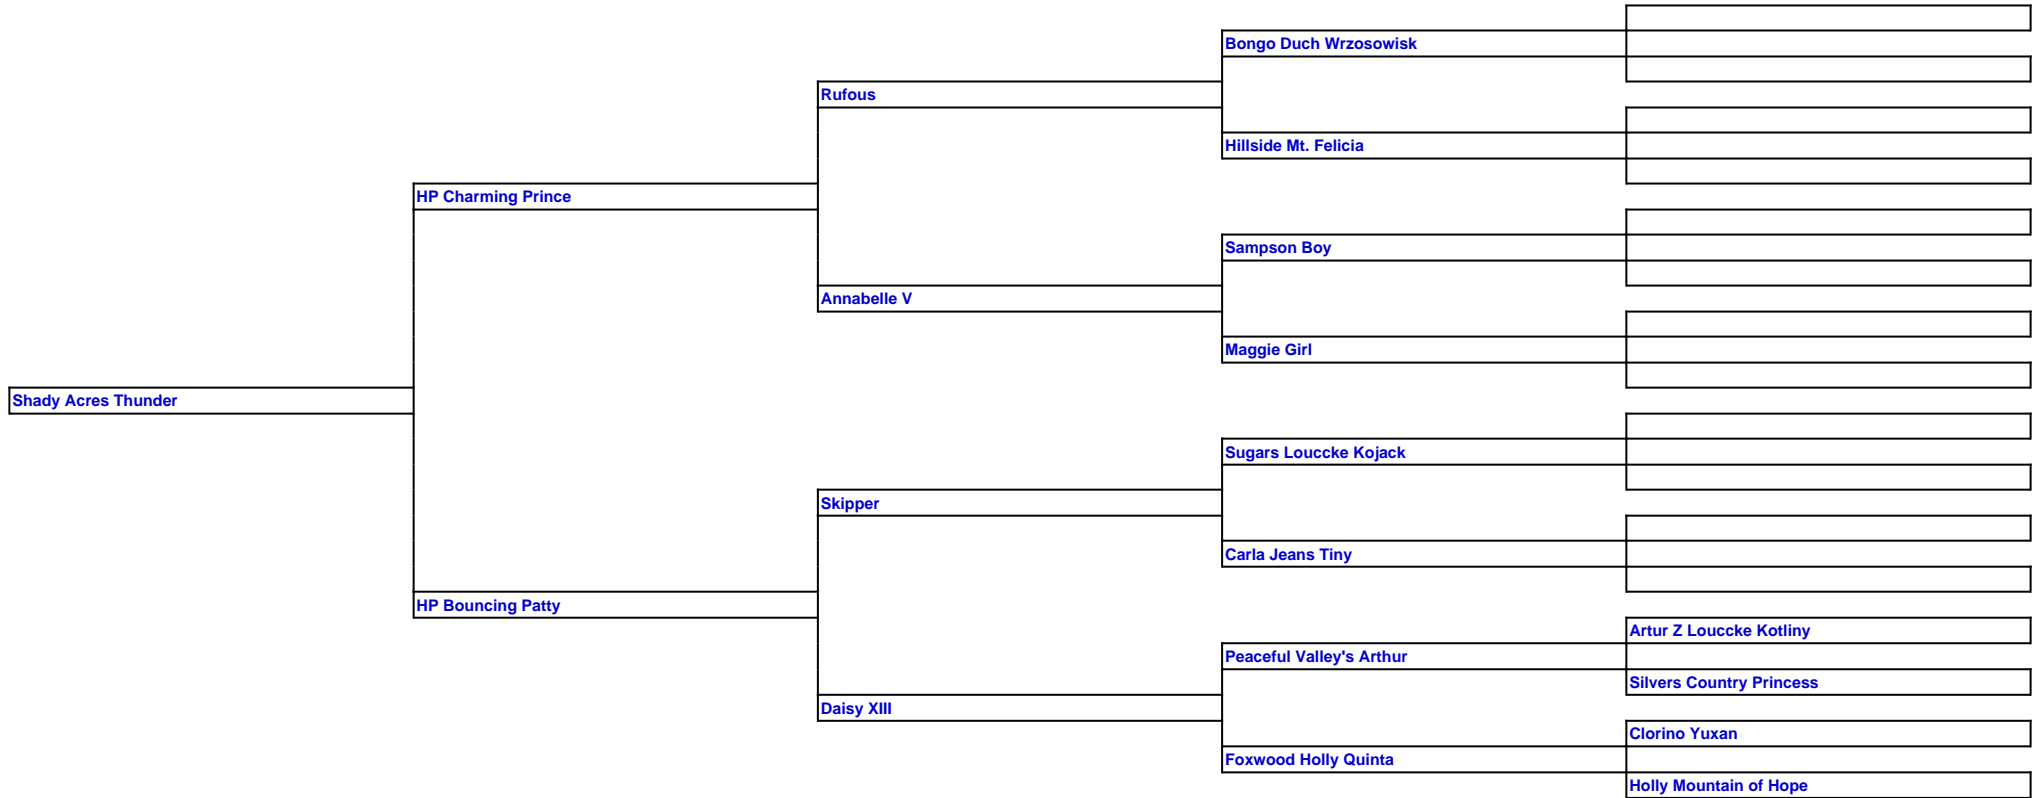 Bongo Duch Wrzosowisk
Rufous
Hillside Mt. Felicia
HP Charming Prince
Sampson Boy
Annabelle V
Maggie Girl
Shady Acres Thunder
Sugars Louccke Kojack
Skipper
Carla Jeans Tiny
HP Bouncing Patty
Artur Z Louccke Kotliny
Peaceful Valley's Arthur
Silvers Country Princess
Daisy XIII
Clorino Yuxan
Foxwood Holly Quinta
Holly Mountain of Hope